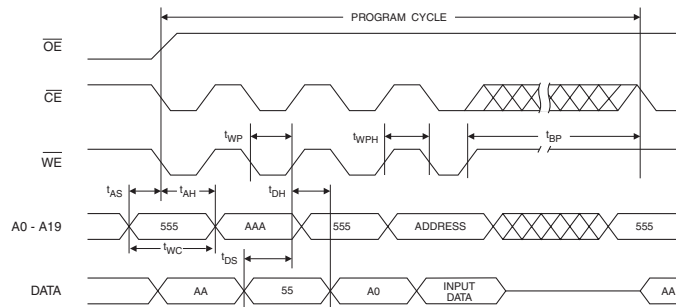 PROGRAM CYCLE
OE
CE
tWP
tWPH
tBP
WE
tAS
tAH
tDH
A0 - A19
555
AAA
555
ADDRESS
555
tWC
tDS
DATA
AA
55
A0
INPUT
DATA
AA